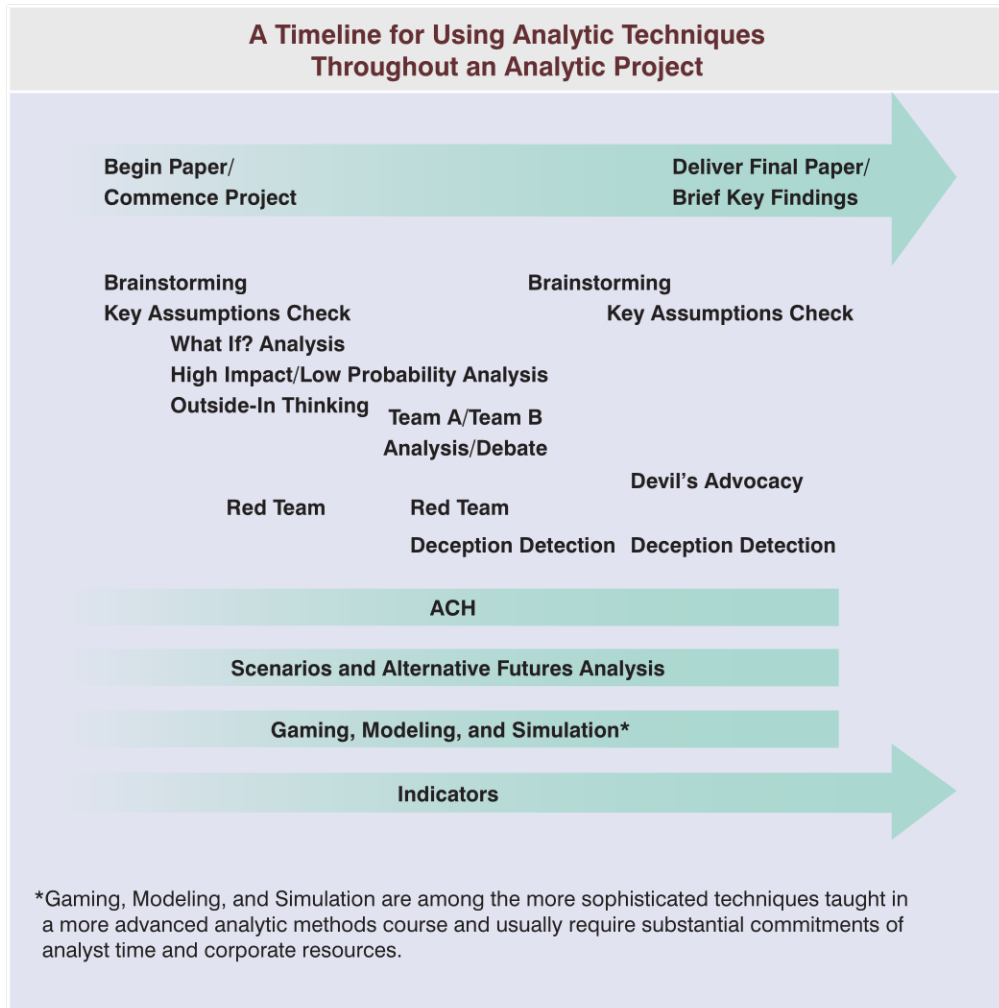 A Timeline for Using Analytic Techniques
Throughout an Analytic Project
Begin Paper/
Commence Project
Deliver Final Paper/
Brief Key Findings
Brainstorming
Brainstorming
Key Assumptions Check
Key Assumptions Check
What If? Analysis
High Impact/Low Probability Analysis
Outside-In Thinking
Team A/Team B
Analysis/Debate
Devil's Advocacy
Red Team
Red Team
Deception Detection
Deception Detection
ACH
Scenarios and Alternative Futures Analysis
Gaming, Modeling, and Simulation*
Indicators
*Gaming, Modeling, and Simulation are among the more sophisticated techniques taught in
a more advanced analytic methods course and usually require substantial commitments of
analyst time and corporate resources.